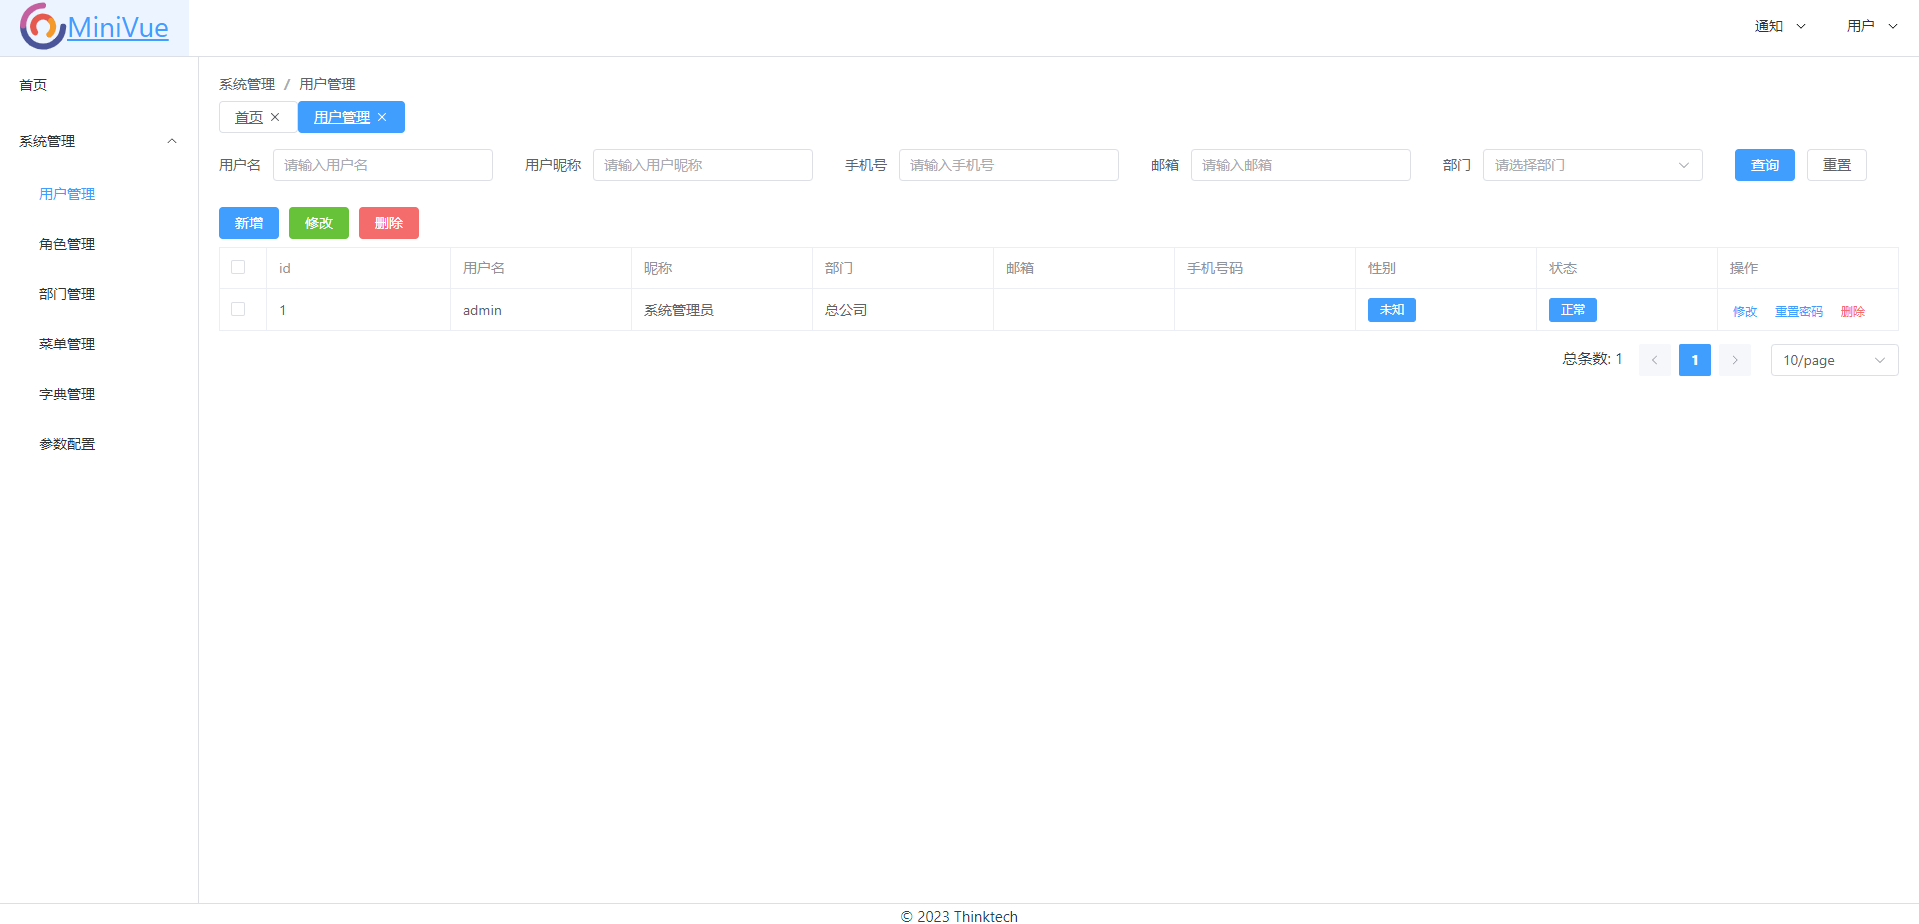 MiniVue
通知 用户
首页
系统管理
用户管理
角色管理
部门管理
菜单管理
字典管理
参数配置
系统管理 / 用户管理
首页 用户管理
用户名 请输入用户名 用户昵称 请输入用户昵称 手机号 请输入手机号 邮箱 请输入邮箱 部门 请选择部门 查询 重置
新增 修改 删除
id 用户名 昵称 部门 邮箱 手机号码 性别 状态 操作
1 admin 系统管理员 总公司 未知 正常 修改 重置密码 删除
总条数: 1 1 10/page
© 2023 Thinktech